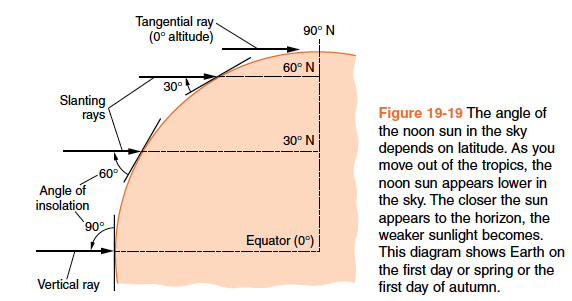 Tangential ray
(0° altitude)
90° N
60° N
30°
Slanting
rays
30° N
60°
Angle of
insolation
90°
Equator (0°)
Vertical ray
Figure 19-19 The angle of
the noon sun in the sky
depends on latitude. As you
move out of the tropics, the
noon sun appears lower in
the sky. The closer the sun
appears to the horizon, the
weaker sunlight becomes.
This diagram shows Earth on
the first day or spring or the
first day of autumn.